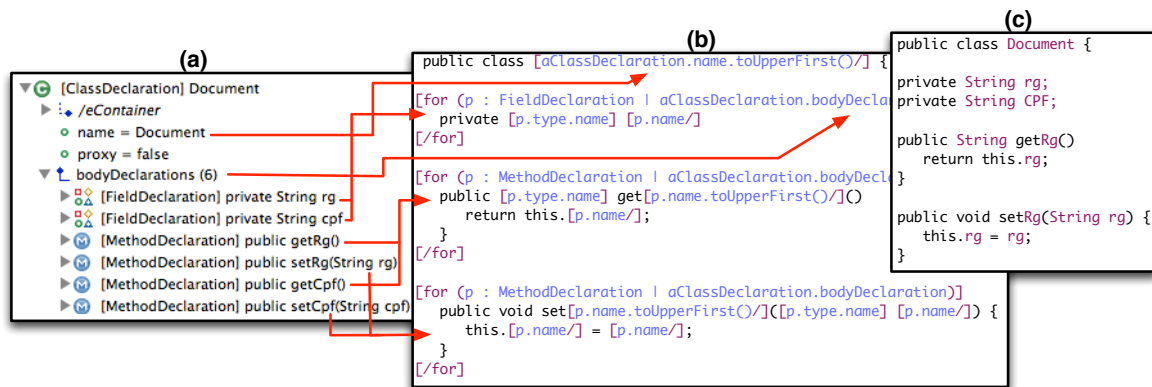 (a)
[ClassDeclaration] Document
/eContainer
name = Document
proxy = false
bodyDeclarations (6)
[FieldDeclaration] private String rg
[FieldDeclaration] private String cpf
[MethodDeclaration] public getRg()
[MethodDeclaration] public setRg(String rg)
[MethodDeclaration] public getCpf()
[MethodDeclaration] public setCpf(String cpf)
(b)
public class [aClassDeclaration.name.toUpperFirst()/] {
[for (p : FieldDeclaration | aClassDeclaration.bodyDecla
private [p.type.name] [p.name/]
[/for]
[for (p : MethodDeclaration | aClassDeclaration.bodyDecl
public [p.type.name] get[p.name.toUpperFirst()/]()
return this.[p.name/];
}
[/for]
[for (p : MethodDeclaration | aClassDeclaration.bodyDeclaration)]
public void set[p.name.toUpperFirst()/]([p.type.name] [p.name/]) {
this.[p.name/] = [p.name/];
}
[/for]
(c)
public class Document {
private String rg;
private String CPF;
public String getRg()
return this.rg;
}
public void setRg(String rg) {
this.rg = rg;
}